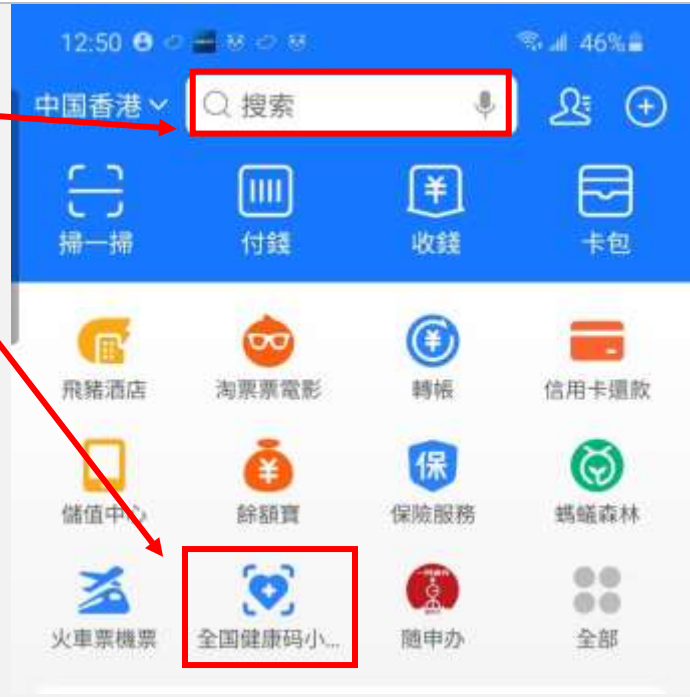 12:50 46%
中国香港 搜索
掃一掃 付錢 收錢 卡包
飛豬酒店 淘票票電影 轉帳 信用卡還款
儲值中心 餘額寶 保 保險服務 螞蟻森林
火車票機票 全国健康码小... 隨申办 全部